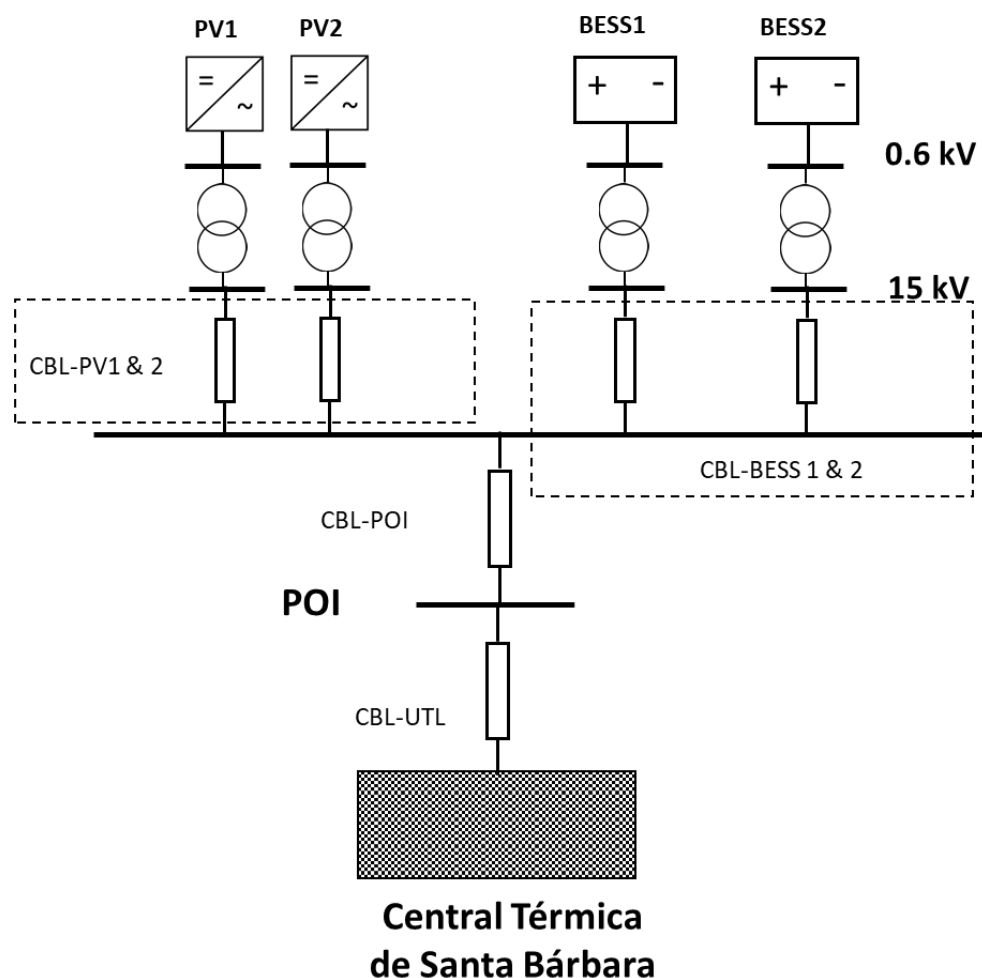 PV1
PV2
BESS1
BESS2
=
~
=
~
+ -
+ -
0.6 kV
15 kV
CBL-PV1 & 2
CBL-BESS 1 & 2
CBL-POI
POI
CBL-UTL
Central Térmica
de Santa Bárbara